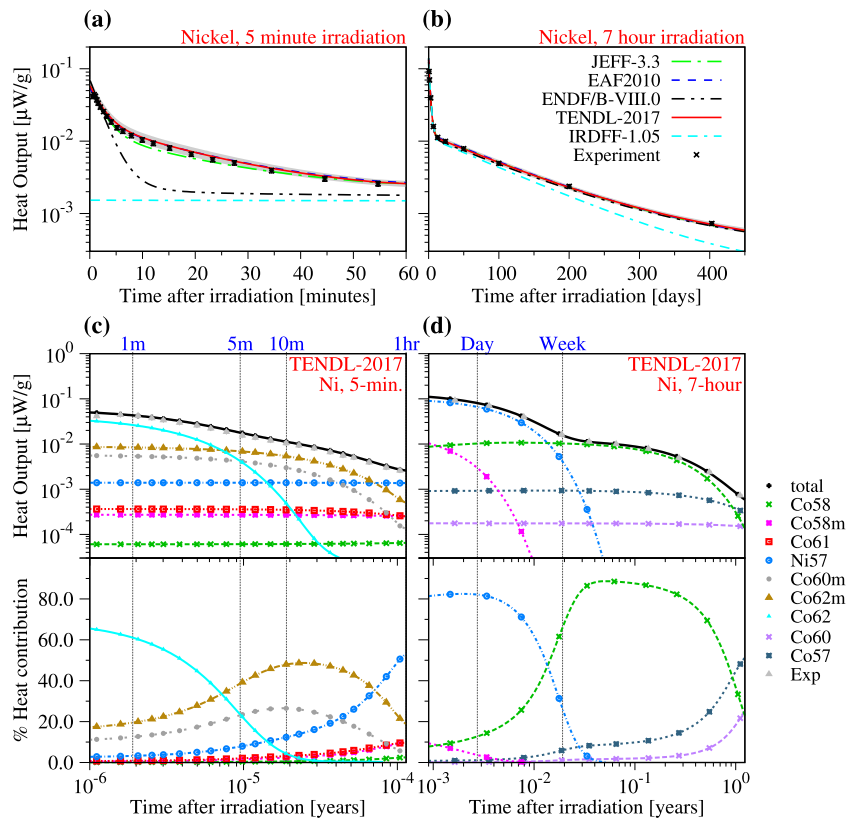 (a)
Nickel, 5 minute irradiation
Heat Output [μW/g]
10⁻¹
10⁻²
10⁻³
0 10 20 30 40 50 60
Time after irradiation [minutes]
(b)
Nickel, 7 hour irradiation
JEFF-3.3
EAF2010
ENDF/B-VIII.0
TENDL-2017
IRDFF-1.05
Experiment
0 100 200 300 400
Time after irradiation [days]
(c)
1m 5m 10m 1hr
TENDL-2017
Ni, 5-min.
Heat Output [μW/g]
10⁰
10⁻¹
10⁻²
10⁻³
10⁻⁴
% Heat contribution
80.0
60.0
40.0
20.0
0.0
10⁻⁶ 10⁻⁵ 10⁻⁴
Time after irradiation [years]
(d)
Day Week
TENDL-2017
Ni, 7-hour
10⁻³ 10⁻² 10⁻¹ 10⁰
Time after irradiation [years]
total
Co58
Co58m
Co61
Ni57
Co60m
Co62m
Co62
Co60
Co57
Exp